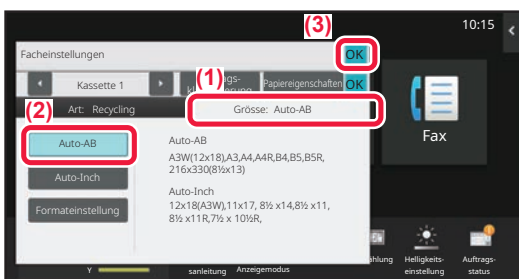 10:15
(3)
Facheinstellungen
OK
(1)
Kassette 1
Papiereigenschaften
OK
(2)
Art: Recycling
Grösse: Auto-AB
Auto-AB
Auto-Inch
Formateinstellung
Auto-AB
A3W(12x18),A3,A4,A4R,B4,B5,B5R,
216x330(8½x13)
Auto-Inch
12x18(A3W),11x17, 8½ x14,8½ x11,
8½ x11R,7½ x 10½R,
Fax
Y
sanleitung
Anzeigemodus
Helligkeits-
einstellung
Auftrags-
status